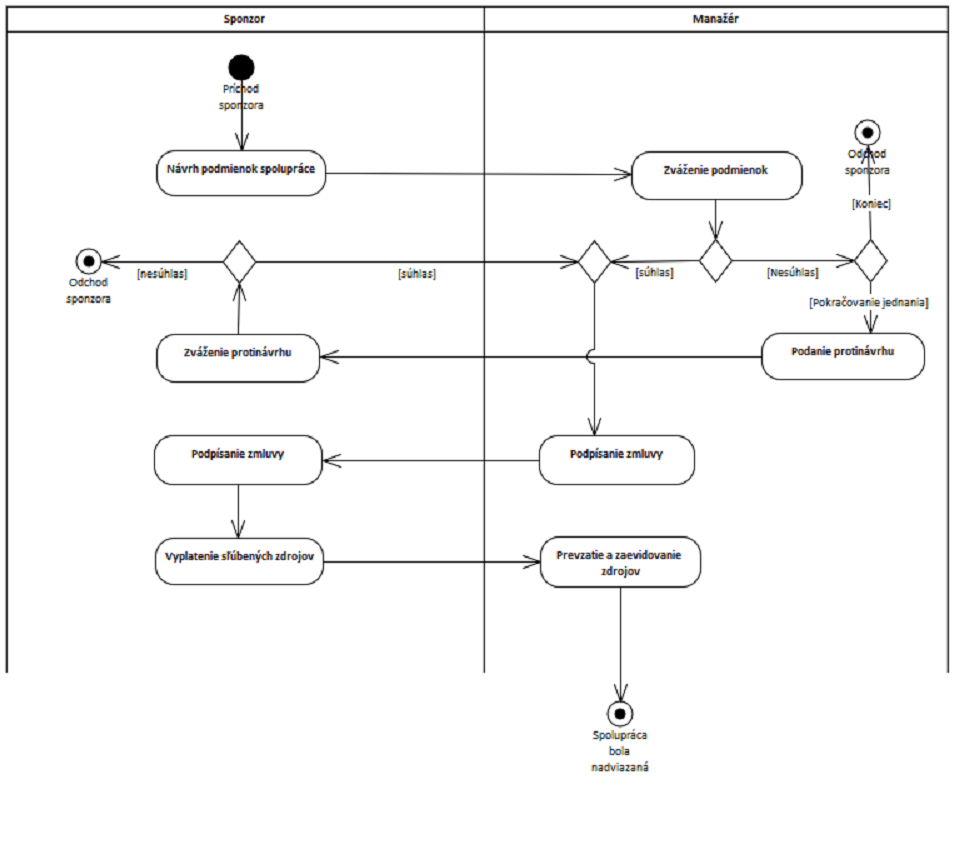 Sponzor
Manažér
Príchod
sponzora
Návrh podmienok spolupráce
Zváženie podmienok
Odchod
sponzora
[Koniec]
Odchod
sponzora
[nesúhlas]
[súhlas]
[súhlas]
[Nesúhlas]
[Pokračovanie jednania]
Zváženie protinávrhu
Podanie protinávrhu
Podpísanie zmluvy
Podpísanie zmluvy
Vyplatenie sľúbených zdrojov
Prevzatie a zaevidovanie
zdrojov
Spolupráca
bola
nadviazaná